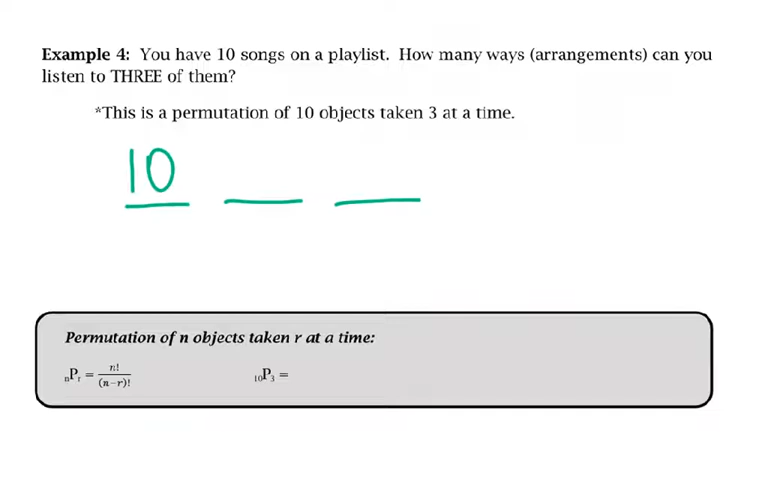 Example 4: You have 10 songs on a playlist. How many ways (arrangements) can you
listen to THREE of them?
*This is a permutation of 10 objects taken 3 at a time.
10
Permutation of n objects taken r at a time:
ₙPᵣ = n!/(n−r)! ₁₀P₃ =